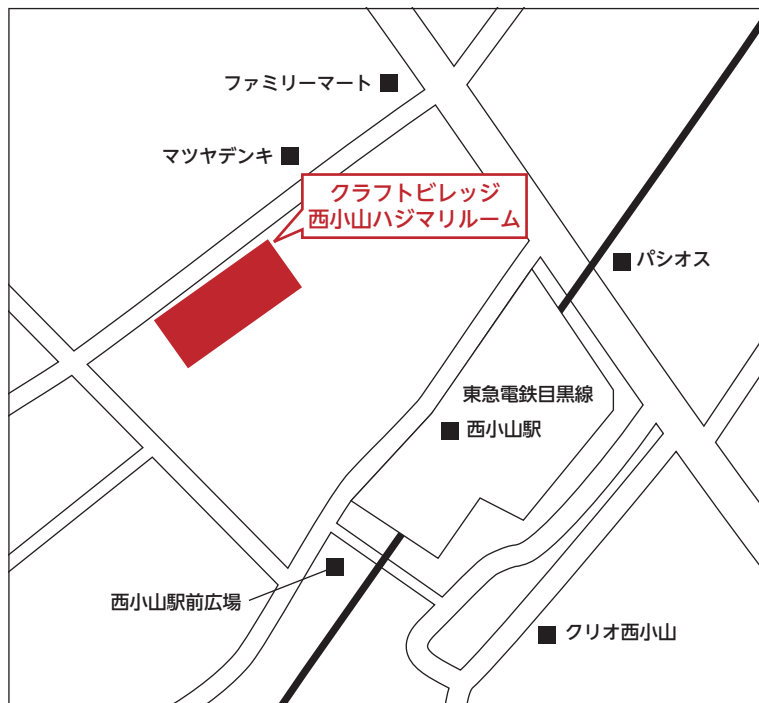 ファミリーマート
マツヤデンキ
クラフトビレッジ
西小山ハジマリルーム
パシオス
東急電鉄目黒線
西小山駅
西小山駅前広場
クリオ西小山